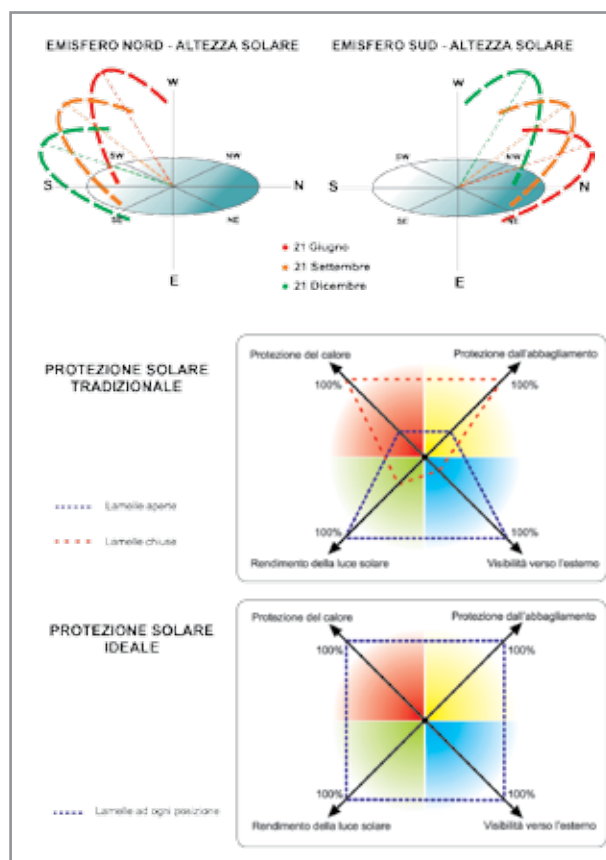 EMISFERO NORD - ALTEZZA SOLARE
EMISFERO SUD - ALTEZZA SOLARE
W
SW
NW
S
N
SE
NE
E
W
SW
NW
S
N
SE
NE
E
21 Giugno
21 Settembre
21 Dicembre
PROTEZIONE SOLARE
TRADIZIONALE
Lamelle aperte
Lamelle chiuse
Protezione del calore
Protezione dall'abbagliamento
100%
100%
100%
100%
Rendimento della luce solare
Visibilità verso l'esterno
PROTEZIONE SOLARE
IDEALE
Lamelle ad ogni posizione
Protezione del calore
Protezione dall'abbagliamento
100%
100%
100%
100%
Rendimento della luce solare
Visibilità verso l'esterno